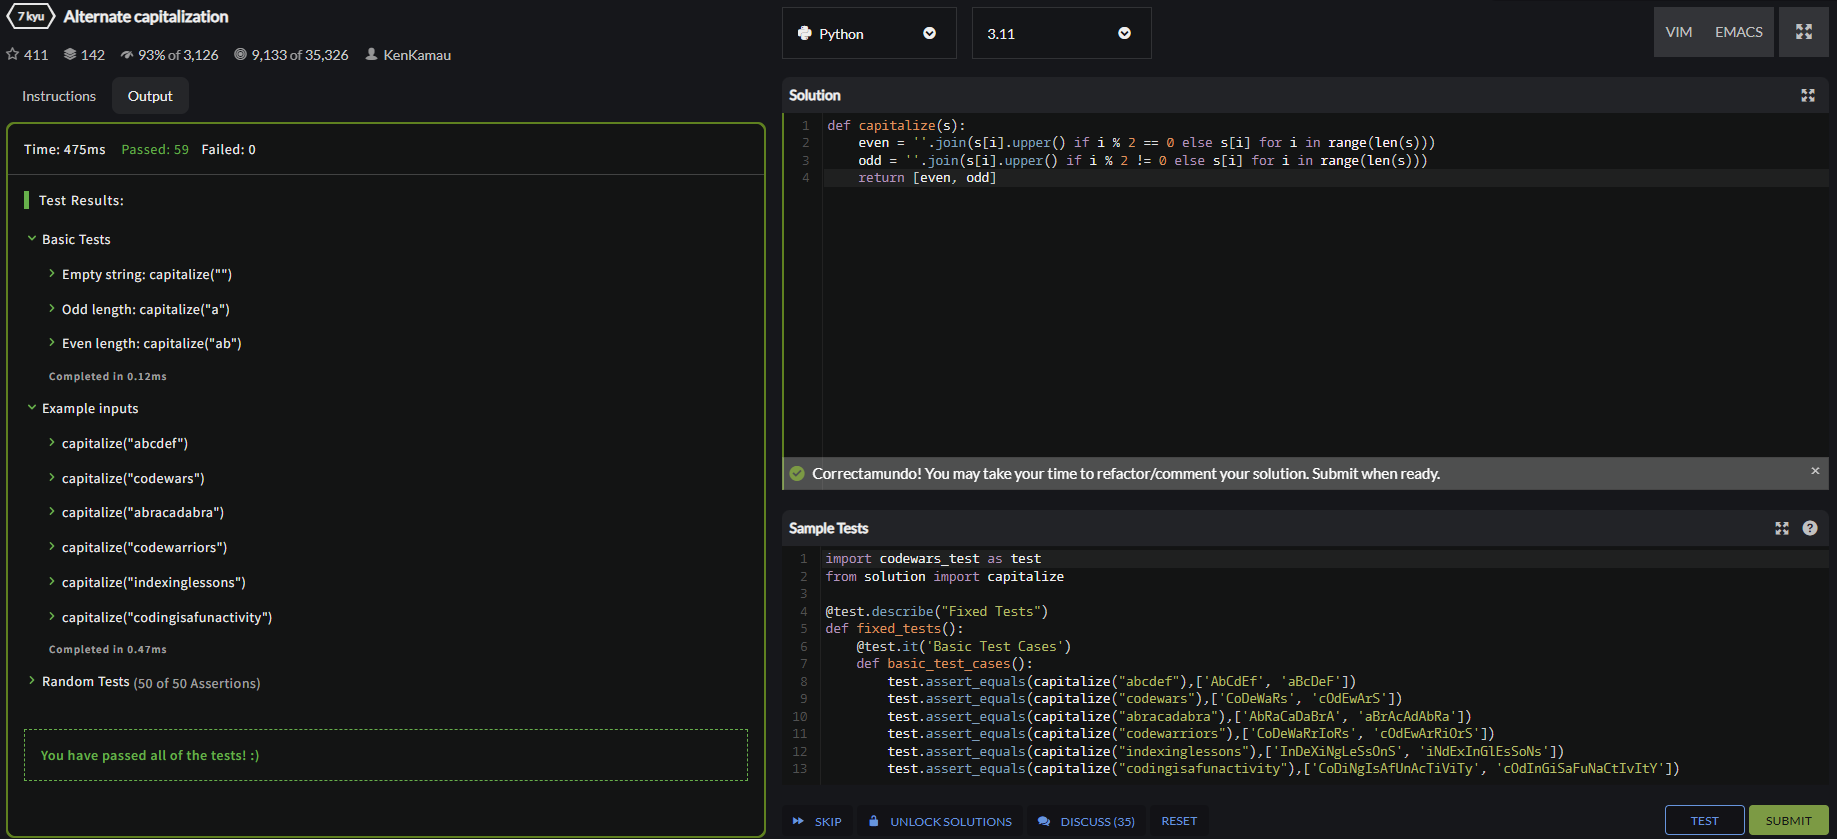 7 kyu
Alternate capitalization
411 142 93% of 3,126 9,133 of 35,326 KenKamau
Instructions Output
Time: 475ms Passed: 59 Failed: 0
Test Results:
Basic Tests
Empty string: capitalize("")
Odd length: capitalize("a")
Even length: capitalize("ab")
Completed in 0.12ms
Example inputs
capitalize("abcdef")
capitalize("codewars")
capitalize("abracadabra")
capitalize("codewarriors")
capitalize("indexinglessons")
capitalize("codingisafunactivity")
Completed in 0.47ms
Random Tests (50 of 50 Assertions)
You have passed all of the tests! :)
Python 3.11 VIM EMACS
Solution
1 def capitalize(s):
2 even = ''.join(s[i].upper() if i % 2 == 0 else s[i] for i in range(len(s)))
3 odd = ''.join(s[i].upper() if i % 2 != 0 else s[i] for i in range(len(s)))
4 return [even, odd]
Correctamundo! You may take your time to refactor/comment your solution. Submit when ready. ×
Sample Tests ?
1 import codewars_test as test
2 from solution import capitalize
3
4 @test.describe("Fixed Tests")
5 def fixed_tests():
6 @test.it('Basic Test Cases')
7 def basic_test_cases():
8 test.assert_equals(capitalize("abcdef"),['AbCdEf', 'aBcDeF'])
9 test.assert_equals(capitalize("codewars"),['CoDeWaRs', 'cOdEwArS'])
10 test.assert_equals(capitalize("abracadabra"),['AbRaCaDaBrA', 'aBrAcAdAbRa'])
11 test.assert_equals(capitalize("codewarriors"),['CoDeWaRrIoRs', 'cOdEwArRiOrS'])
12 test.assert_equals(capitalize("indexinglessons"),['InDeXiNgLeSsOnS', 'iNdExInGlEsSoNs'])
13 test.assert_equals(capitalize("codingisafunactivity"),['CoDiNgIsAfUnAcTiViTy', 'cOdInGiSaFuNaCtIvItY'])
SKIP UNLOCK SOLUTIONS DISCUSS (35) RESET TEST SUBMIT